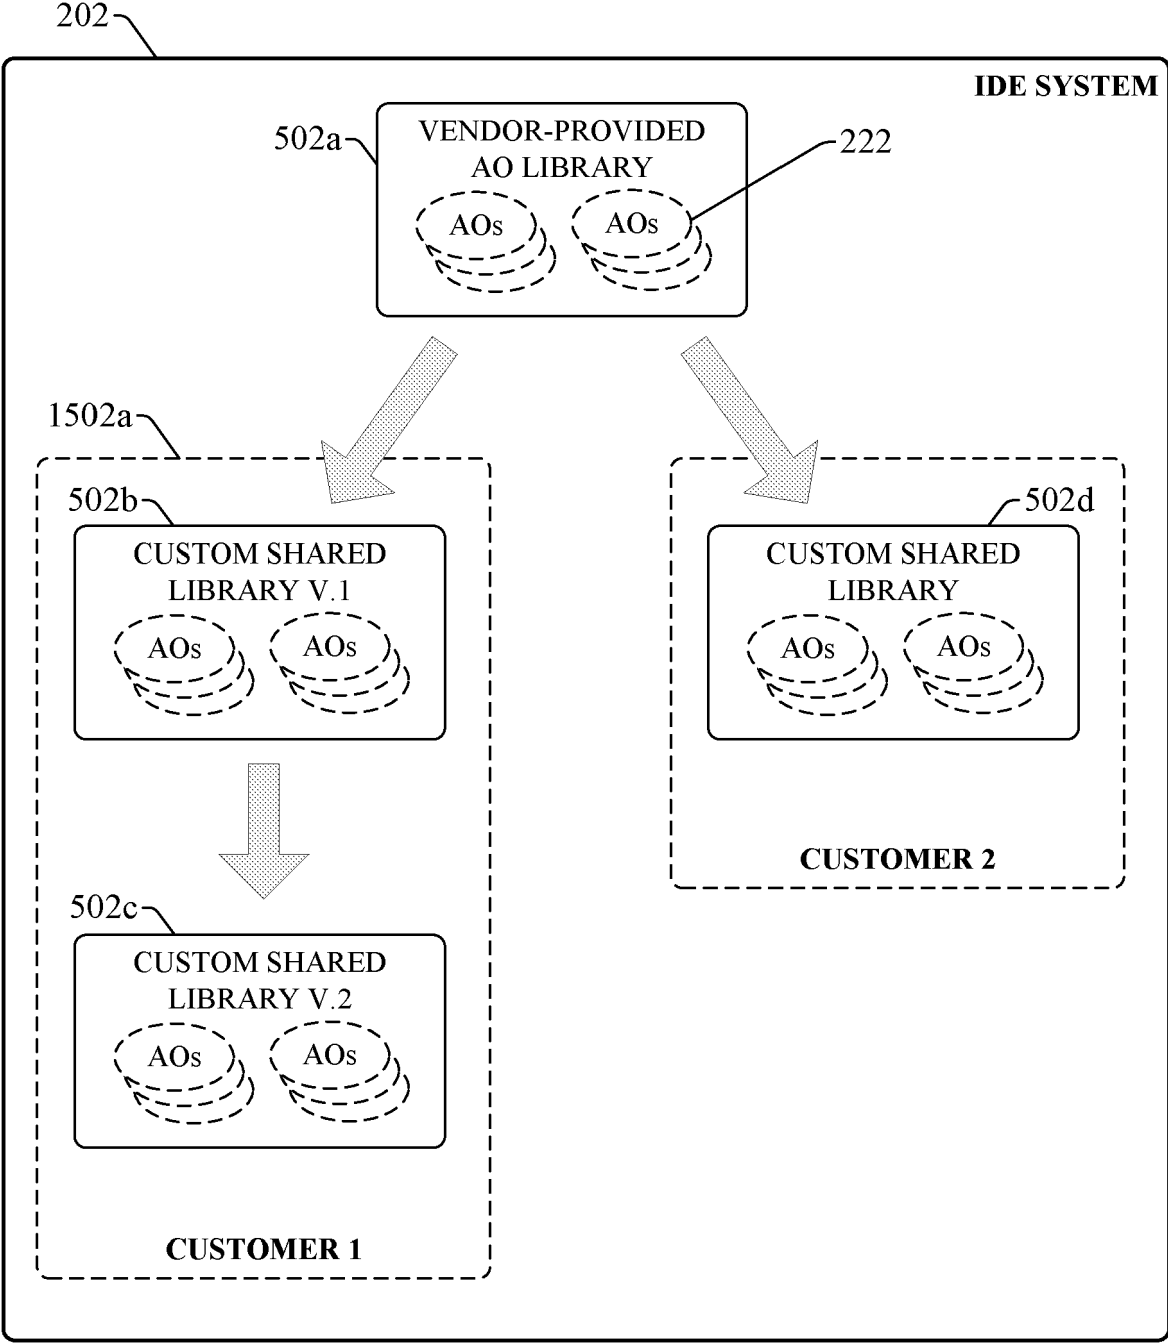 202
IDE SYSTEM
502a
VENDOR-PROVIDED
AO LIBRARY
222
AOs
AOs
1502a
502b
CUSTOM SHARED
LIBRARY V.1
AOs
AOs
502d
CUSTOM SHARED
LIBRARY
AOs
AOs
CUSTOMER 2
502c
CUSTOM SHARED
LIBRARY V.2
AOs
AOs
CUSTOMER 1